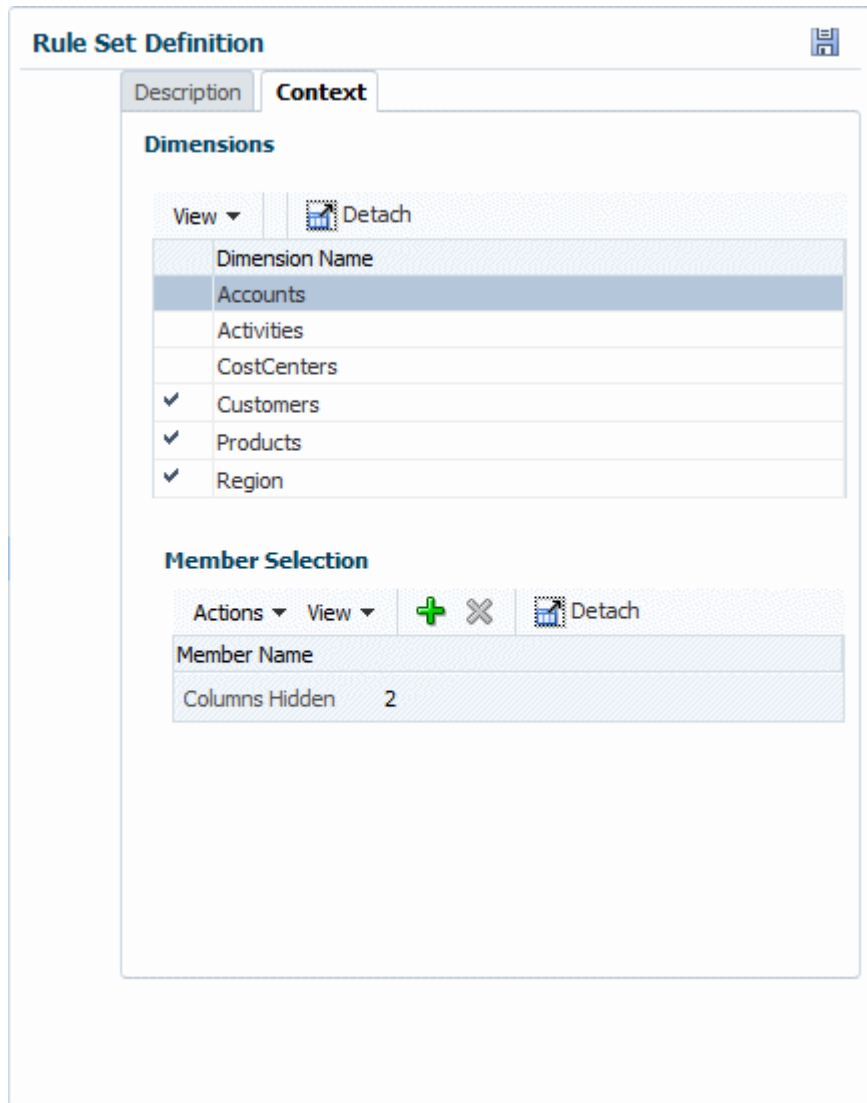 Rule Set Definition
Description Context
Dimensions
View Detach
Dimension Name
Accounts
Activities
CostCenters
Customers
Products
Region
Member Selection
Actions View Detach
Member Name
Columns Hidden 2